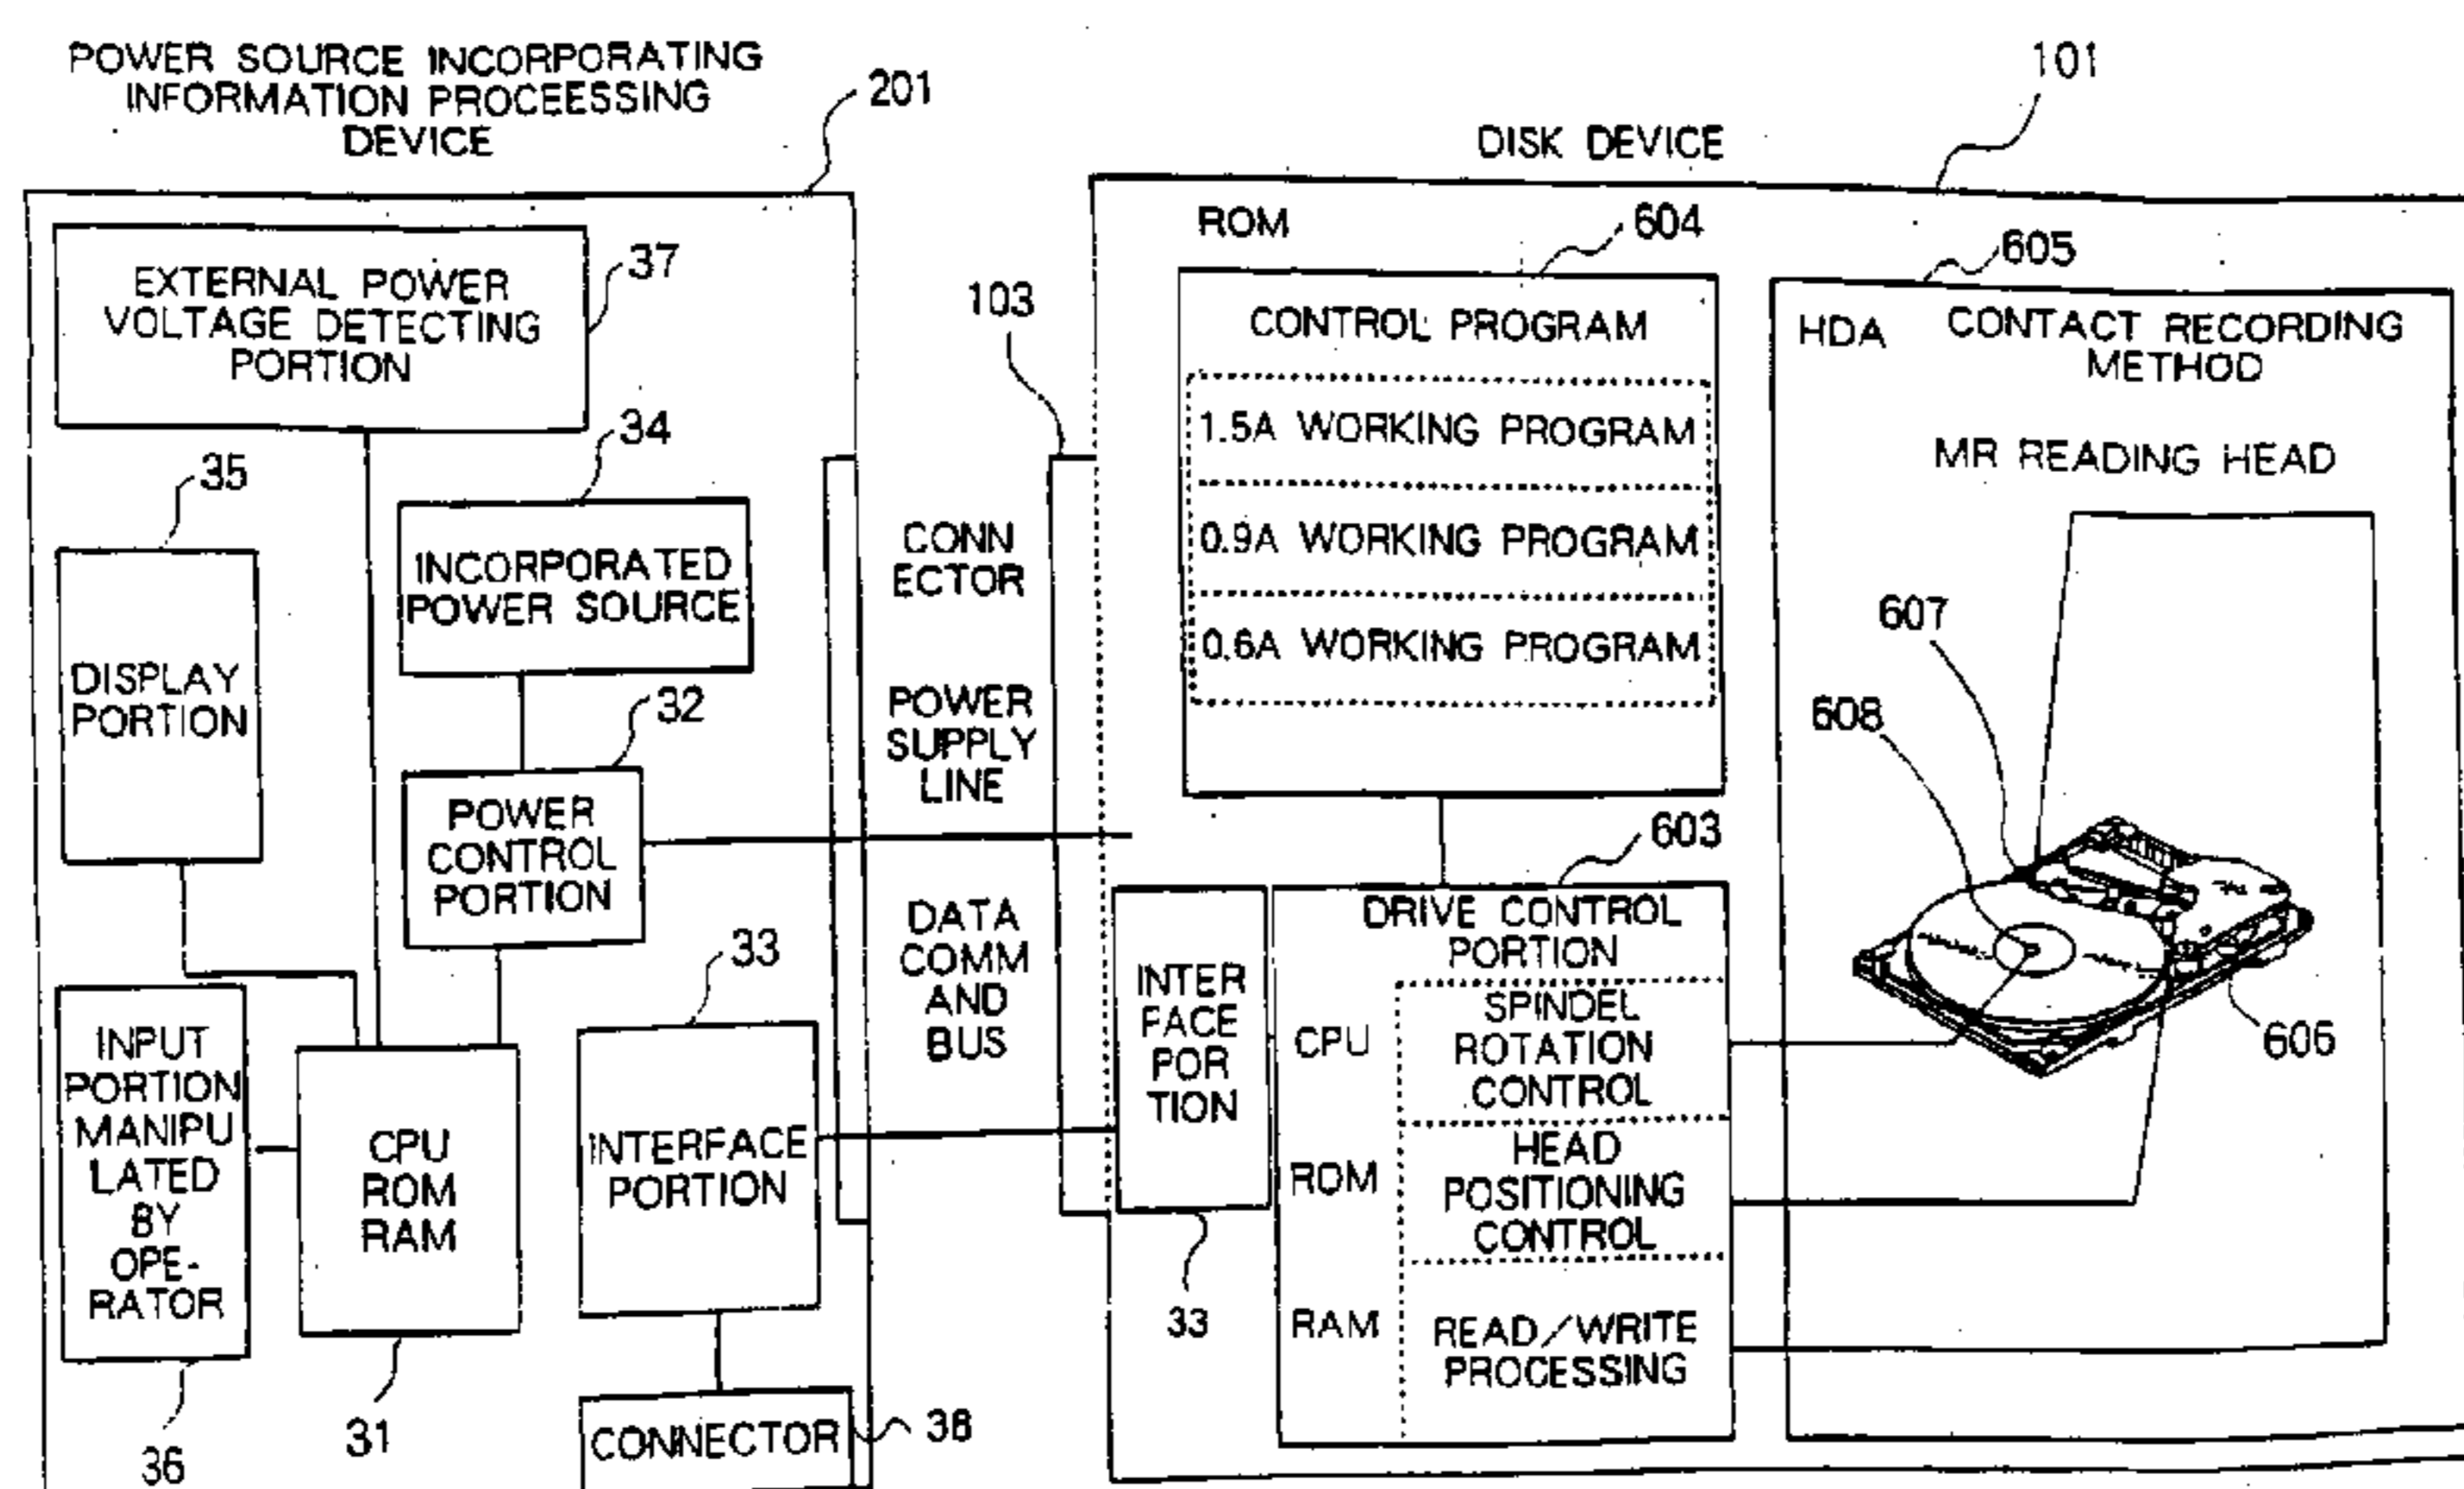 POWER SOURCE INCORPORATING
INFORMATION PROCEESSING
DEVICE
201
EXTERNAL POWER
VOLTAGE DETECTING
PORTION
37
34
35
INCORPORATED
POWER SOURCE
DISPLAY
PORTION
32
POWER
CONTROL
PORTION
33
INPUT
PORTION
MANIPU
LATED
BY
OPE-
RATOR
36
CPU
ROM
RAM
31
INTERFACE
PORTION
CONNECTOR
38
103
CONN
ECTOR
POWER
SUPPLY
LINE
DATA
COMM
AND
BUS
DISK DEVICE
101
ROM
604
CONTROL PROGRAM
1.5A WORKING PROGRAM
0.9A WORKING PROGRAM
0.6A WORKING PROGRAM
603
INTER
FACE
POR
TION
33
DRIVE CONTROL
PORTION
CPU
ROM
RAM
SPINDEL
ROTATION
CONTROL
HEAD
POSITIONING
CONTROL
READ/WRITE
PROCESSING
605
HDA
CONTACT RECORDING
METHOD
MR READING HEAD
607
608
606